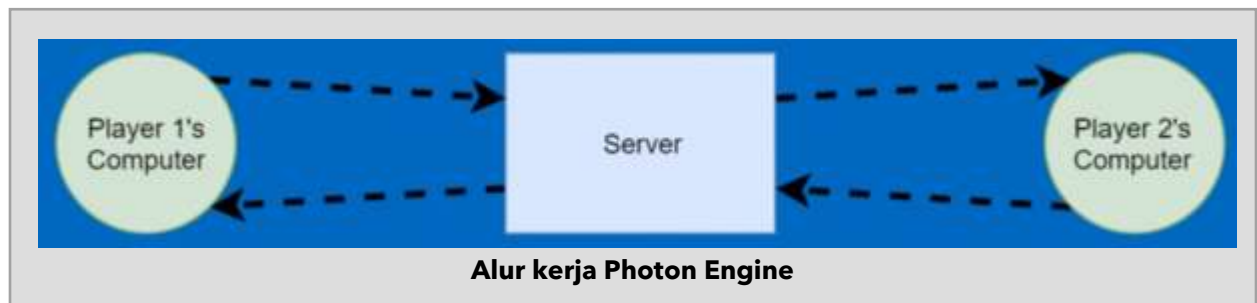 Player 1's
Computer
Server
Player 2's
Computer
Alur kerja Photon Engine